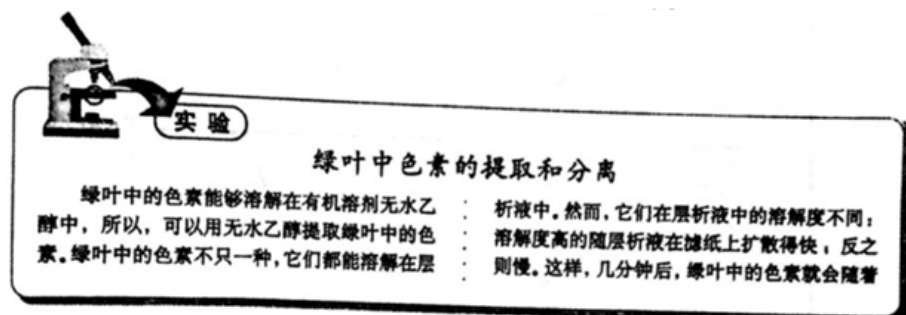 实验
绿叶中色素的提取和分离
绿叶中的色素能够溶解在有机溶剂无水乙
醇中，所以，可以用无水乙醇提取绿叶中的色
素。绿叶中的色素不只一种，它们都能溶解在层
析液中。然而，它们在层析液中的溶解度不同：
溶解度高的随层析液在滤纸上扩散得快；反之
则慢。这样，几分钟后，绿叶中的色素就会随着